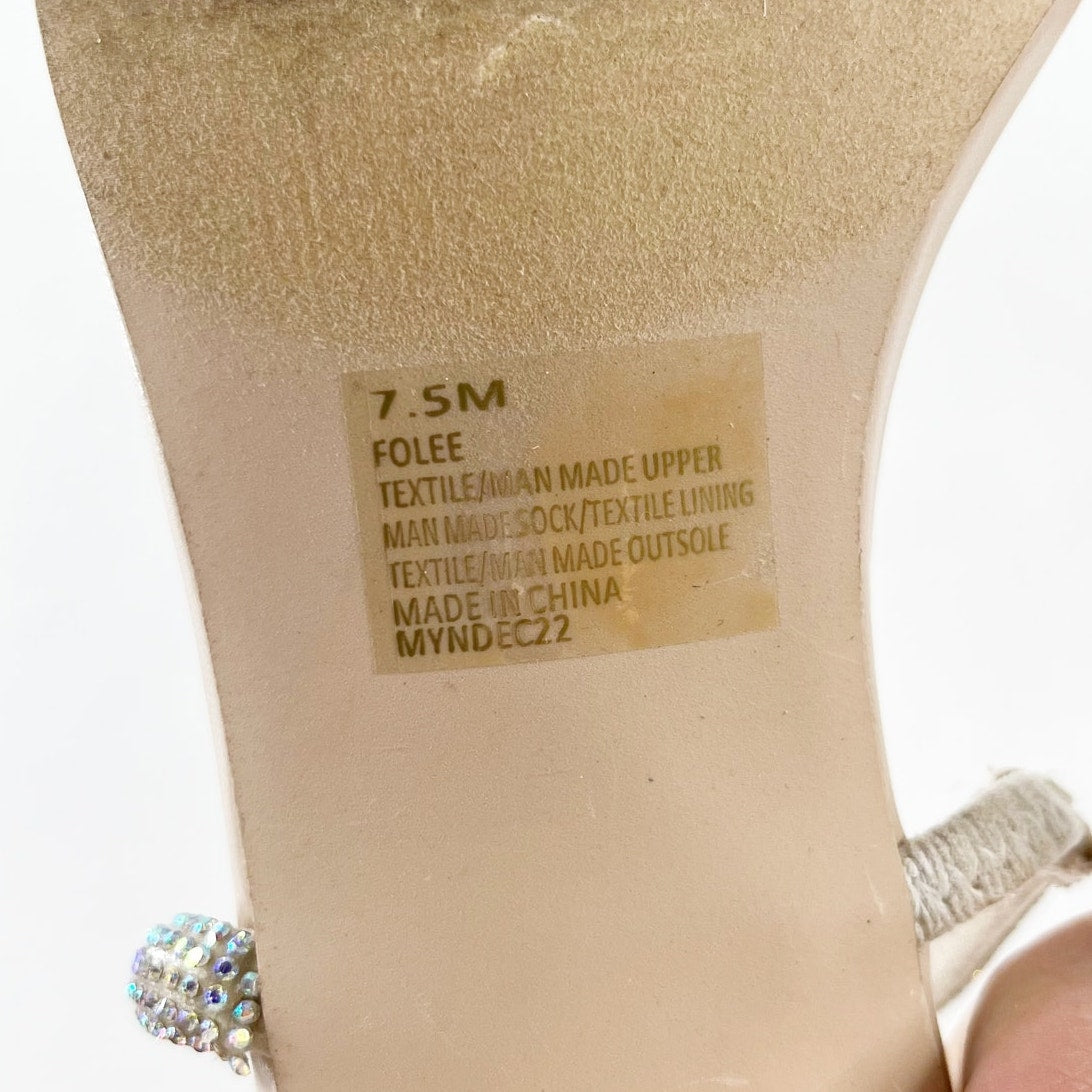 7.5M
FOLEE
TEXTILE/MAN MADE UPPER
MAN MADE SOCK/TEXTILE LINING
TEXTILE/MAN MADE OUTSOLE
MADE IN CHINA
MYNDEC22